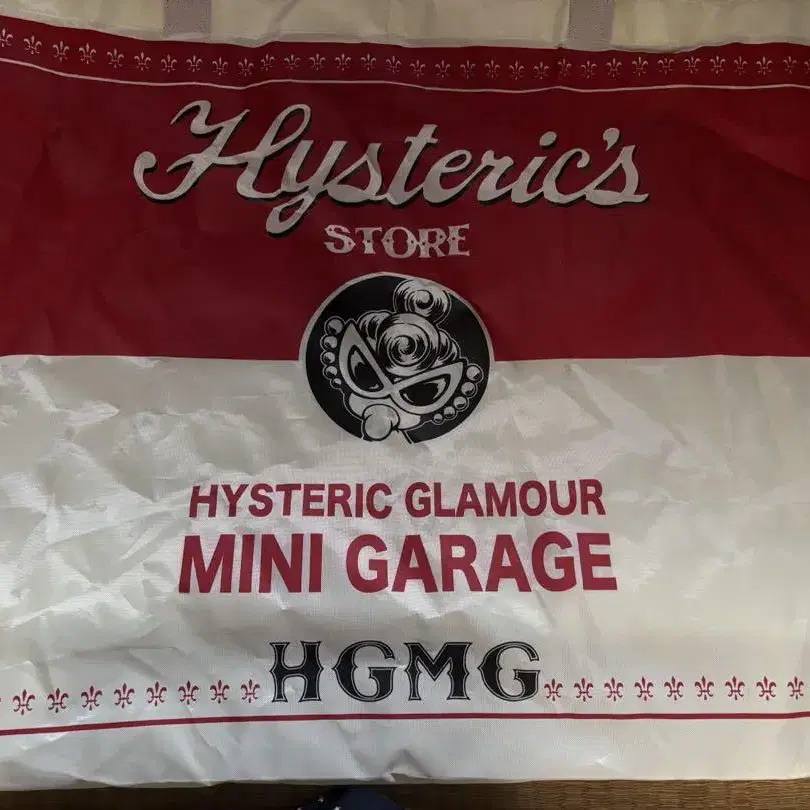 Hysteric's
STORE
HYSTERIC GLAMOUR
MINI GARAGE
HGMG